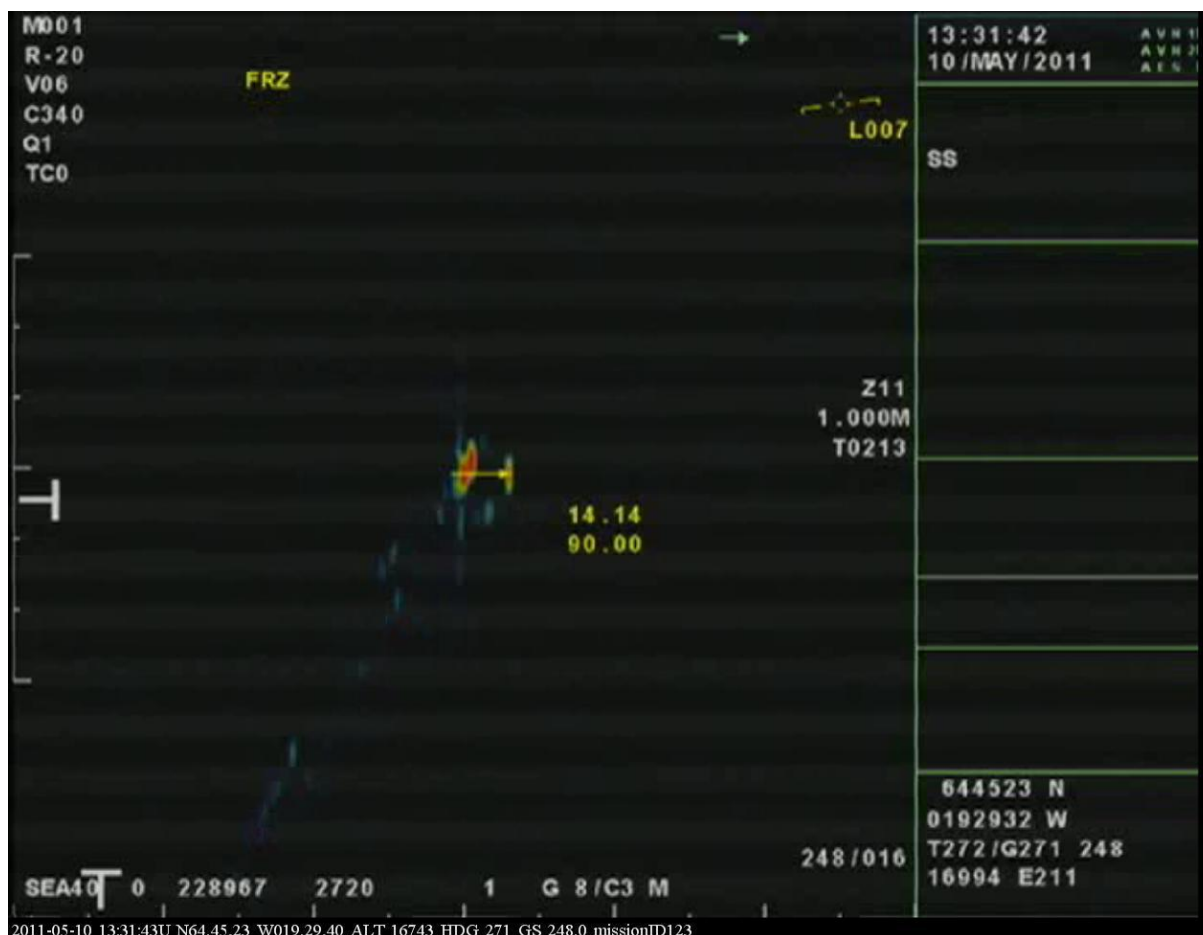 M001
R-20
V06
C340
Q1
TC0
FRZ
L007
13:31:42
10/MAY/2011
SS
Z11
1.000M
T0213
14.14
90.00
644523 N
0192932 W
T272/G271 248
16994 E211
248/016
SEA40 0 228967 2720 1 G 8/C3 M
2011-05-10 13:31:43U N64.45.23 W019.29.40 ALT 16743 HDG 271 GS 248.0 missionID123